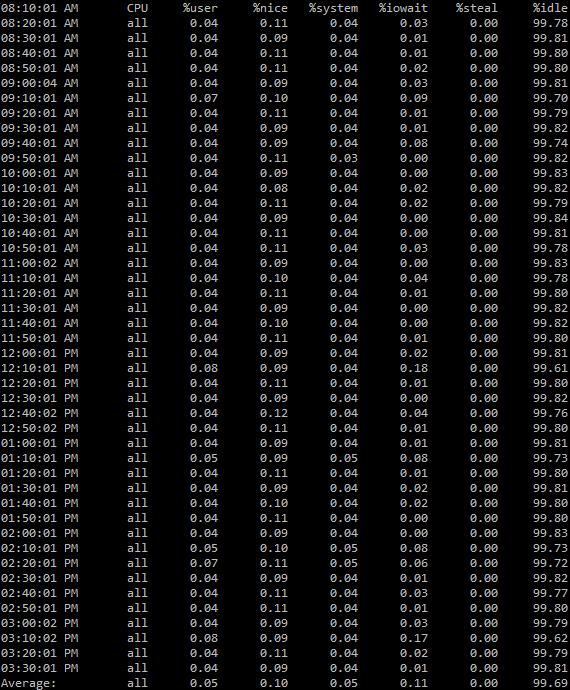 08:10:01 AM CPU %user %nice %system %iowait %steal %idle
08:20:01 AM all 0.04 0.11 0.04 0.03 0.00 99.78
08:30:01 AM all 0.04 0.09 0.04 0.01 0.00 99.81
08:40:01 AM all 0.04 0.11 0.04 0.01 0.00 99.80
08:50:01 AM all 0.04 0.11 0.04 0.02 0.00 99.80
09:00:04 AM all 0.04 0.09 0.04 0.03 0.00 99.81
09:10:01 AM all 0.07 0.10 0.04 0.09 0.00 99.70
09:20:01 AM all 0.04 0.11 0.04 0.01 0.00 99.79
09:30:01 AM all 0.04 0.09 0.04 0.01 0.00 99.82
09:40:01 AM all 0.04 0.09 0.04 0.08 0.00 99.74
09:50:01 AM all 0.04 0.11 0.03 0.00 0.00 99.82
10:00:01 AM all 0.04 0.09 0.04 0.00 0.00 99.83
10:10:01 AM all 0.04 0.08 0.04 0.02 0.00 99.82
10:20:01 AM all 0.04 0.11 0.04 0.02 0.00 99.79
10:30:01 AM all 0.04 0.09 0.04 0.00 0.00 99.84
10:40:01 AM all 0.04 0.11 0.04 0.00 0.00 99.81
10:50:01 AM all 0.04 0.11 0.04 0.03 0.00 99.78
11:00:02 AM all 0.04 0.09 0.04 0.00 0.00 99.83
11:10:01 AM all 0.04 0.10 0.04 0.04 0.00 99.78
11:20:01 AM all 0.04 0.11 0.04 0.01 0.00 99.80
11:30:01 AM all 0.04 0.09 0.04 0.00 0.00 99.82
11:40:01 AM all 0.04 0.10 0.04 0.00 0.00 99.82
11:50:01 AM all 0.04 0.11 0.04 0.01 0.00 99.80
12:00:01 PM all 0.04 0.09 0.04 0.02 0.00 99.81
12:10:01 PM all 0.08 0.09 0.04 0.18 0.00 99.61
12:20:01 PM all 0.04 0.11 0.04 0.01 0.00 99.80
12:30:01 PM all 0.04 0.09 0.04 0.00 0.00 99.82
12:40:02 PM all 0.04 0.12 0.04 0.04 0.00 99.76
12:50:02 PM all 0.04 0.11 0.04 0.01 0.00 99.80
01:00:01 PM all 0.04 0.09 0.04 0.01 0.00 99.81
01:10:01 PM all 0.05 0.09 0.05 0.08 0.00 99.73
01:20:01 PM all 0.04 0.11 0.04 0.01 0.00 99.80
01:30:01 PM all 0.04 0.09 0.04 0.02 0.00 99.81
01:40:01 PM all 0.04 0.10 0.04 0.02 0.00 99.80
01:50:01 PM all 0.04 0.11 0.04 0.00 0.00 99.80
02:00:01 PM all 0.04 0.09 0.04 0.00 0.00 99.83
02:10:01 PM all 0.05 0.10 0.05 0.08 0.00 99.73
02:20:01 PM all 0.07 0.11 0.05 0.06 0.00 99.72
02:30:01 PM all 0.04 0.09 0.04 0.01 0.00 99.82
02:40:01 PM all 0.04 0.11 0.04 0.03 0.00 99.77
02:50:01 PM all 0.04 0.11 0.04 0.01 0.00 99.80
03:00:02 PM all 0.04 0.09 0.04 0.03 0.00 99.79
03:10:02 PM all 0.08 0.09 0.04 0.17 0.00 99.62
03:20:01 PM all 0.04 0.11 0.04 0.02 0.00 99.79
03:30:01 PM all 0.04 0.09 0.04 0.01 0.00 99.81
Average: all 0.05 0.10 0.05 0.11 0.00 99.69